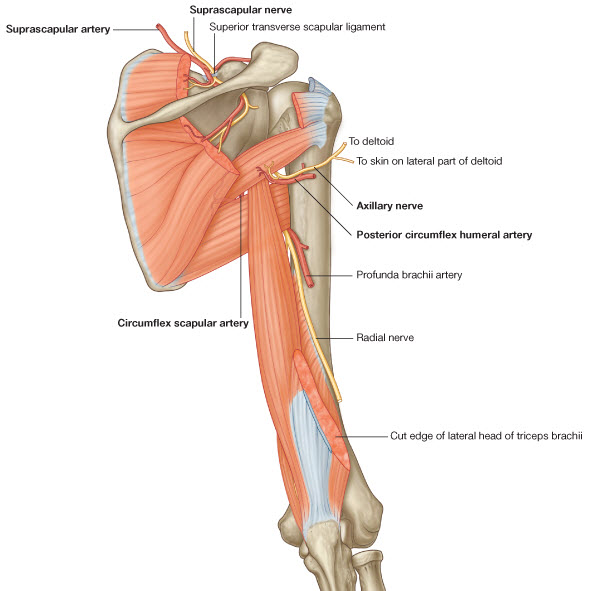 Suprascapular nerve
Suprascapular artery
Superior transverse scapular ligament
To deltoid
To skin on lateral part of deltoid
Axillary nerve
Posterior circumflex humeral artery
Profunda brachii artery
Circumflex scapular artery
Radial nerve
Cut edge of lateral head of triceps brachii